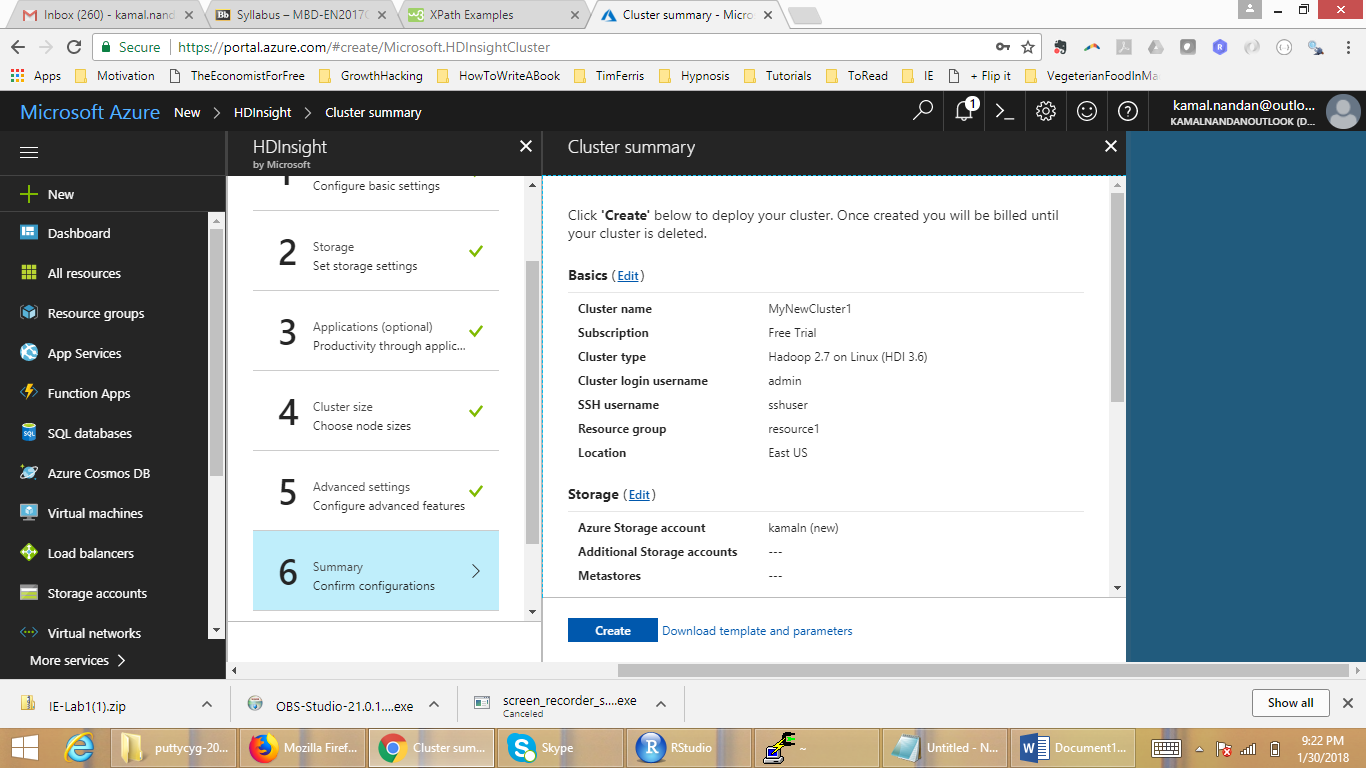 Inbox (260) - kamal.nand
Syllabus – MBD-EN2017
XPath Examples
Cluster summary - Micro
Secure
https://portal.azure.com/#create/Microsoft.HDInsightCluster
Apps
Motivation
TheEconomistForFree
GrowthHacking
HowToWriteABook
TimFerris
Hypnosis
Tutorials
ToRead
IE
+ Flip it
VegeterianFoodInMa
Microsoft Azure
New
HDInsight
Cluster summary
1
kamal.nandan@outlo...
KAMALNANDANOUTLOOK (D...
New
Dashboard
All resources
Resource groups
App Services
Function Apps
SQL databases
Azure Cosmos DB
Virtual machines
Load balancers
Storage accounts
Virtual networks
More services
HDInsight
by Microsoft
Configure basic settings
2
Storage
Set storage settings
3
Applications (optional)
Productivity through applic...
4
Cluster size
Choose node sizes
5
Advanced settings
Configure advanced features
6
Summary
Confirm configurations
Cluster summary
Click 'Create' below to deploy your cluster. Once created you will be billed until
your cluster is deleted.
Basics (Edit)
Cluster name MyNewCluster1
Subscription Free Trial
Cluster type Hadoop 2.7 on Linux (HDI 3.6)
Cluster login username admin
SSH username sshuser
Resource group resource1
Location East US
Storage (Edit)
Azure Storage account kamaln (new)
Additional Storage accounts ---
Metastores ---
Create
Download template and parameters
IE-Lab1(1).zip
OBS-Studio-21.0.1....exe
screen_recorder_s....exe
Canceled
Show all
puttycyg-20...
Mozilla Firef...
Cluster sum...
Skype
RStudio
~
Untitled - N...
Document1...
9:22 PM
1/30/2018